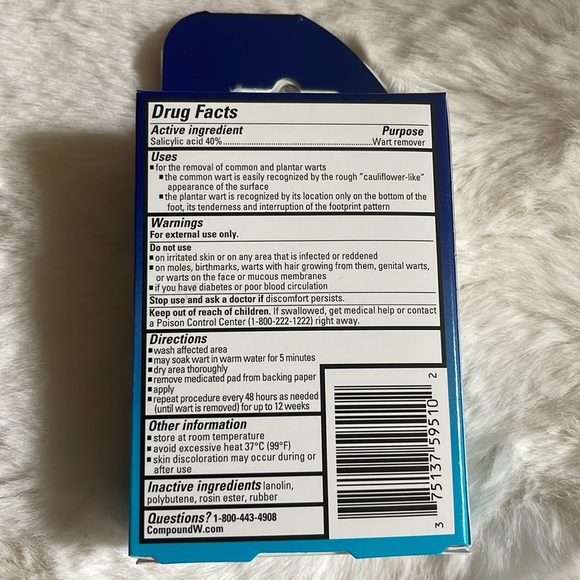 Drug Facts
Active ingredient Purpose
Salicylic acid 40%..........Wart remover
Uses
▪ for the removal of common and plantar warts
▪ the common wart is easily recognized by the rough "cauliflower-like"
appearance of the surface
▪ the plantar wart is recognized by its location only on the bottom of the
foot, its tenderness and interruption of the footprint pattern
Warnings
For external use only.
Do not use
▪ on irritated skin or on any area that is infected or reddened
▪ on moles, birthmarks, warts with hair growing from them, genital warts,
or warts on the face or mucous membranes
▪ if you have diabetes or poor blood circulation
Stop use and ask a doctor if discomfort persists.
Keep out of reach of children. If swallowed, get medical help or contact
a Poison Control Center (1-800-222-1222) right away.
Directions
▪ wash affected area
▪ may soak wart in warm water for 5 minutes
▪ dry area thoroughly
▪ remove medicated pad from backing paper
▪ apply
▪ repeat procedure every 48 hours as needed
(until wart is removed) for up to 12 weeks
Other information
▪ store at room temperature
▪ avoid excessive heat 37°C (99°F)
▪ skin discoloration may occur during or
after use
Inactive ingredients lanolin,
polybutene, rosin ester, rubber
Questions? 1-800-443-4908
CompoundW.com
3 75137 59510 2